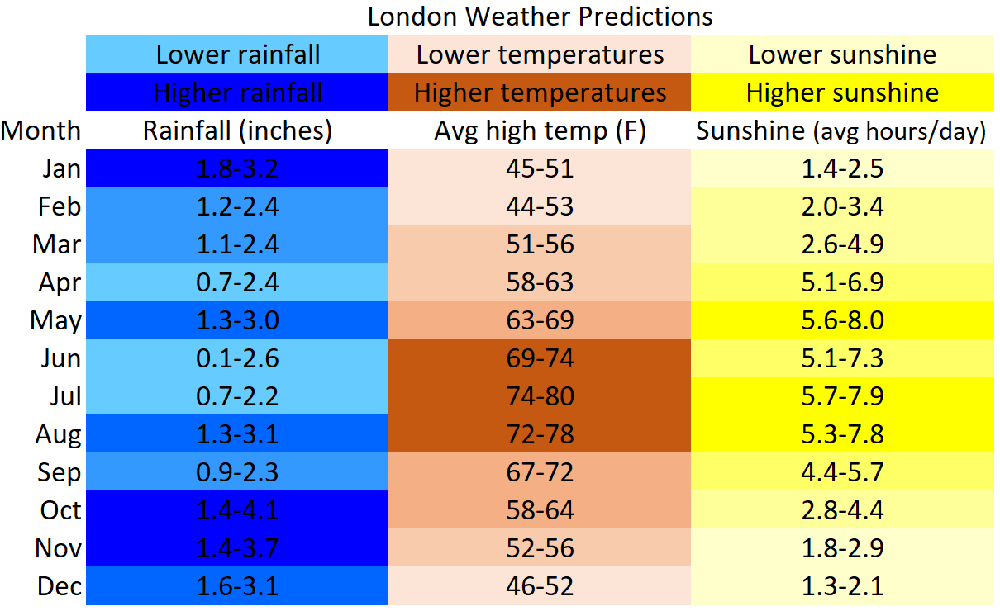 London Weather Predictions
Lower rainfall Lower temperatures Lower sunshine
Higher rainfall Higher temperatures Higher sunshine
Month Rainfall (inches) Avg high temp (F) Sunshine (avg hours/day)
Jan 1.8-3.2 45-51 1.4-2.5
Feb 1.2-2.4 44-53 2.0-3.4
Mar 1.1-2.4 51-56 2.6-4.9
Apr 0.7-2.4 58-63 5.1-6.9
May 1.3-3.0 63-69 5.6-8.0
Jun 0.1-2.6 69-74 5.1-7.3
Jul 0.7-2.2 74-80 5.7-7.9
Aug 1.3-3.1 72-78 5.3-7.8
Sep 0.9-2.3 67-72 4.4-5.7
Oct 1.4-4.1 58-64 2.8-4.4
Nov 1.4-3.7 52-56 1.8-2.9
Dec 1.6-3.1 46-52 1.3-2.1